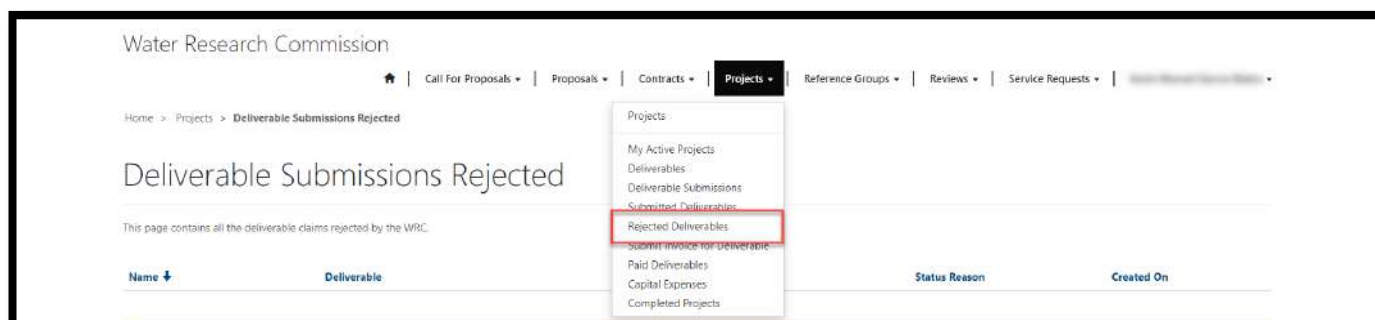 Water Research Commission
Call For Proposals | Proposals | Contracts | Projects | Reference Groups | Reviews | Service Requests |
Home > Projects > Deliverable Submissions Rejected
Projects
My Active Projects
Deliverables
Deliverable Submissions
Submitted Deliverables
Rejected Deliverables
Submit Invoice for Deliverable
Paid Deliverables
Capital Expenses
Completed Projects
Deliverable Submissions Rejected
This page contains all the deliverable claims rejected by the WRC.
Name Deliverable Status Reason Created On